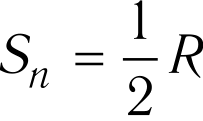 Sₙ = 1/2 R